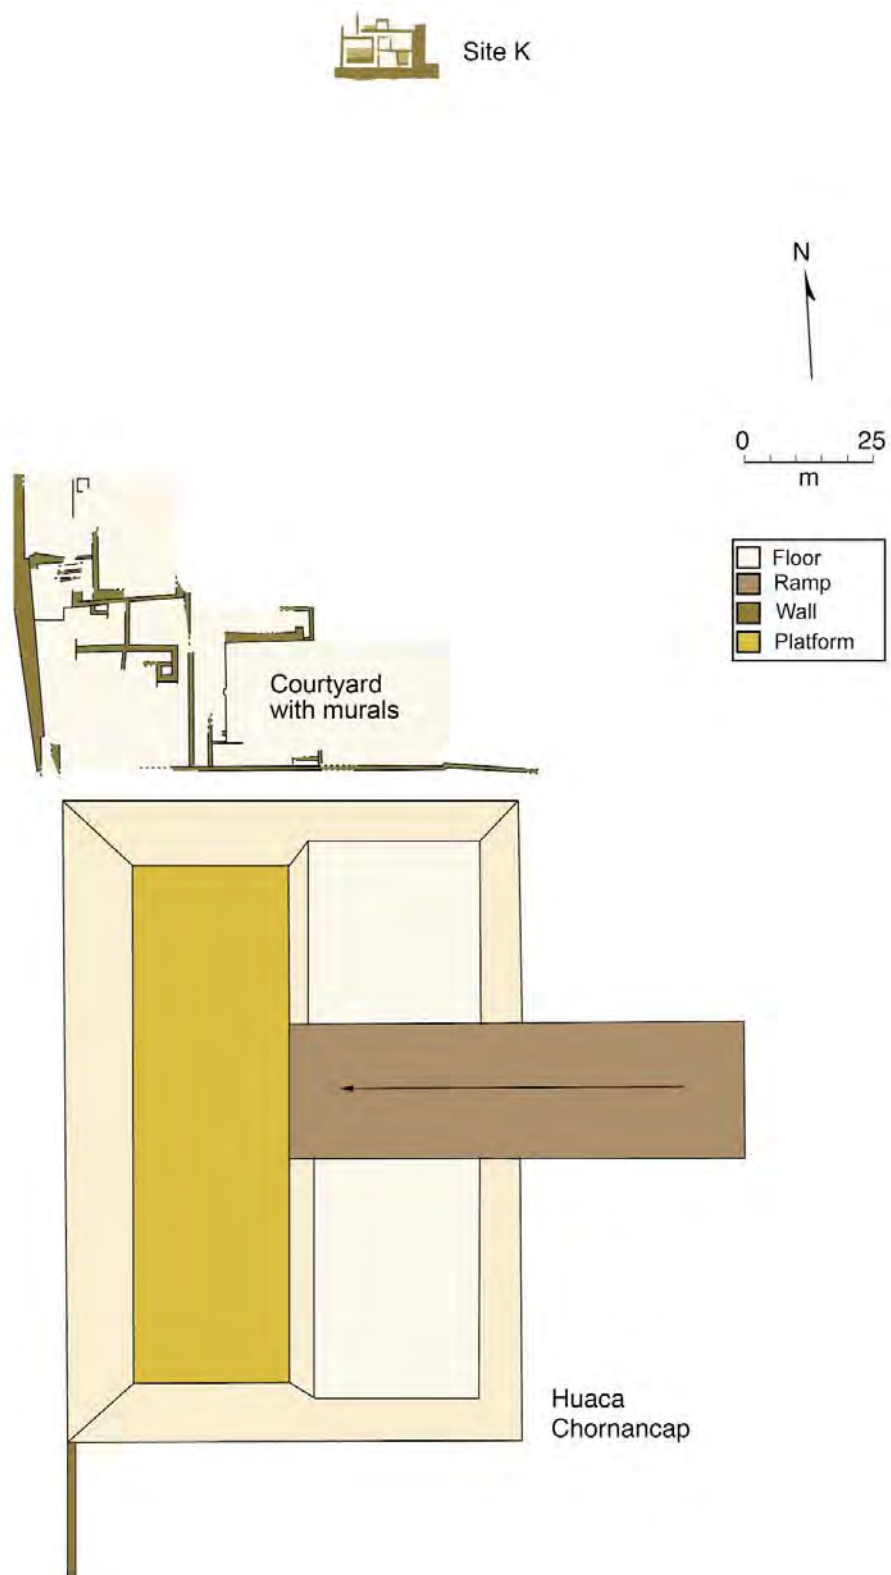 Site K
N
0 25
m
Floor
Ramp
Wall
Platform
Courtyard
with murals
Huaca
Chornancap